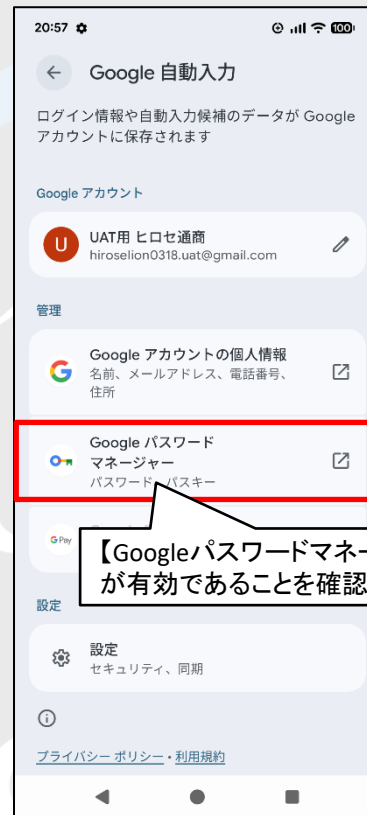 20:57
100
Google 自動入力
ログイン情報や自動入力候補のデータが Google
アカウントに保存されます
Google アカウント
U
UAT用 ヒロセ通商
hiroselion0318.uat@gmail.com
管理
G
Google アカウントの個人情報
名前、メールアドレス、電話番号、
住所
Google パスワード
マネージャー
パスワード、パスキー
G Pay
【Googleパスワードマネー
が有効であることを確認
設定
設定
セキュリティ、同期
プライバシー ポリシー・利用規約